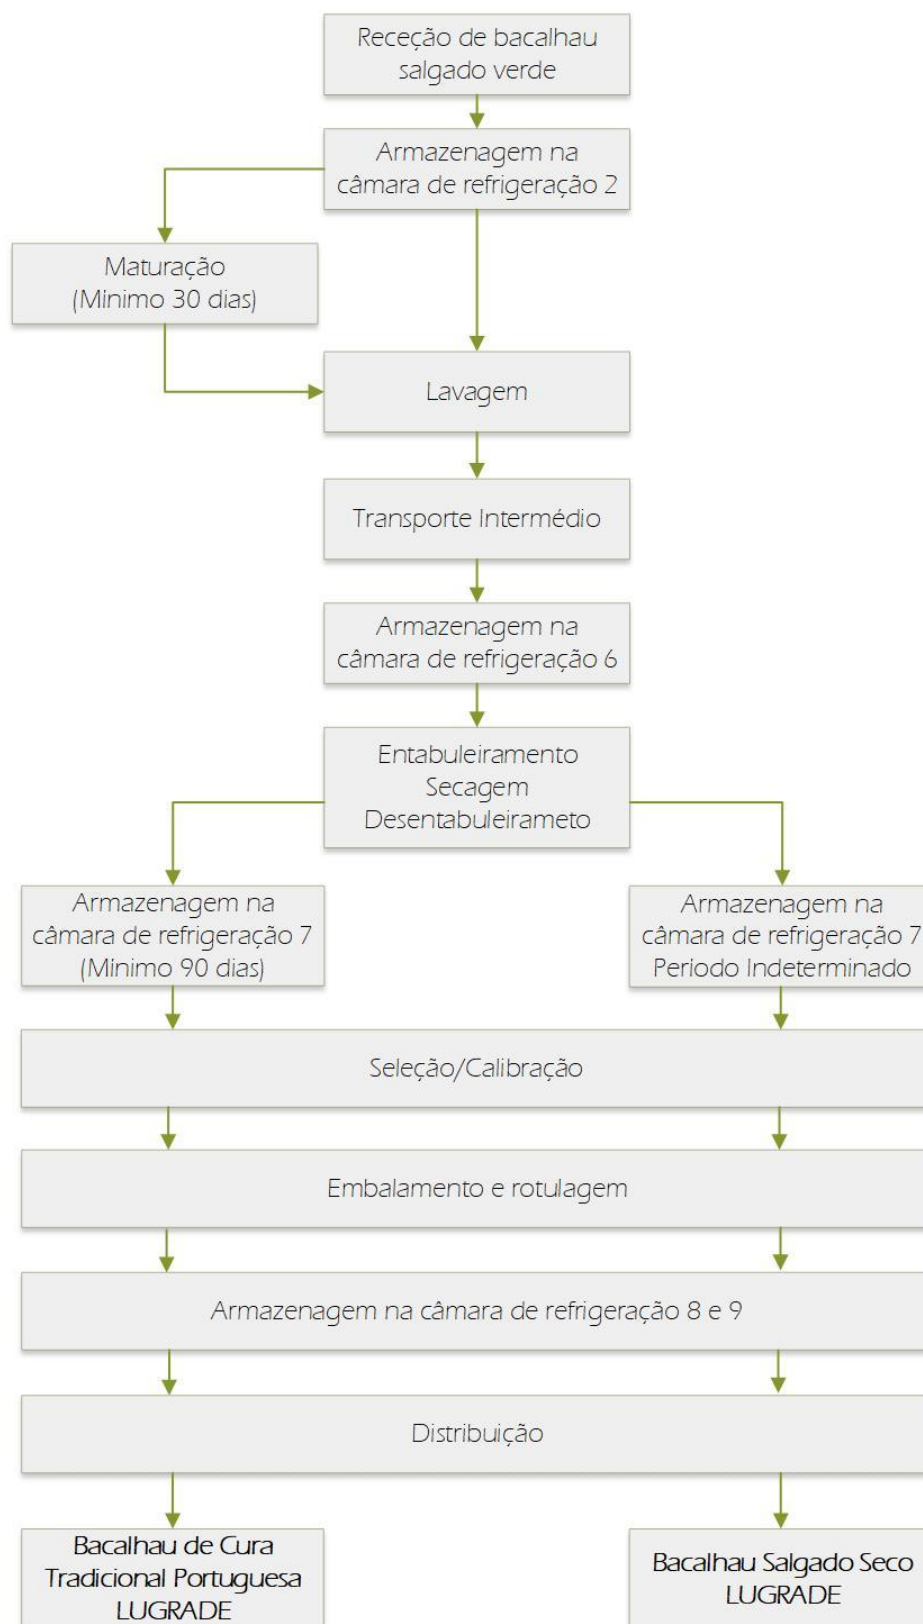 Receção de bacalhau
salgado verde
Armazenagem na
câmara de refrigeração 2
Maturação
(Minimo 30 dias)
Lavagem
Transporte Intermédio
Armazenagem na
câmara de refrigeração 6
Entabuleiramento
Secagem
Desentabuleirameto
Armazenagem na
câmara de refrigeração 7
(Minimo 90 dias)
Armazenagem na
câmara de refrigeração 7
Periodo Indeterminado
Seleção/Calibração
Embalamento e rotulagem
Armazenagem na câmara de refrigeração 8 e 9
Distribuição
Bacalhau de Cura
Tradicional Portuguesa
LUGRADE
Bacalhau Salgado Seco
LUGRADE